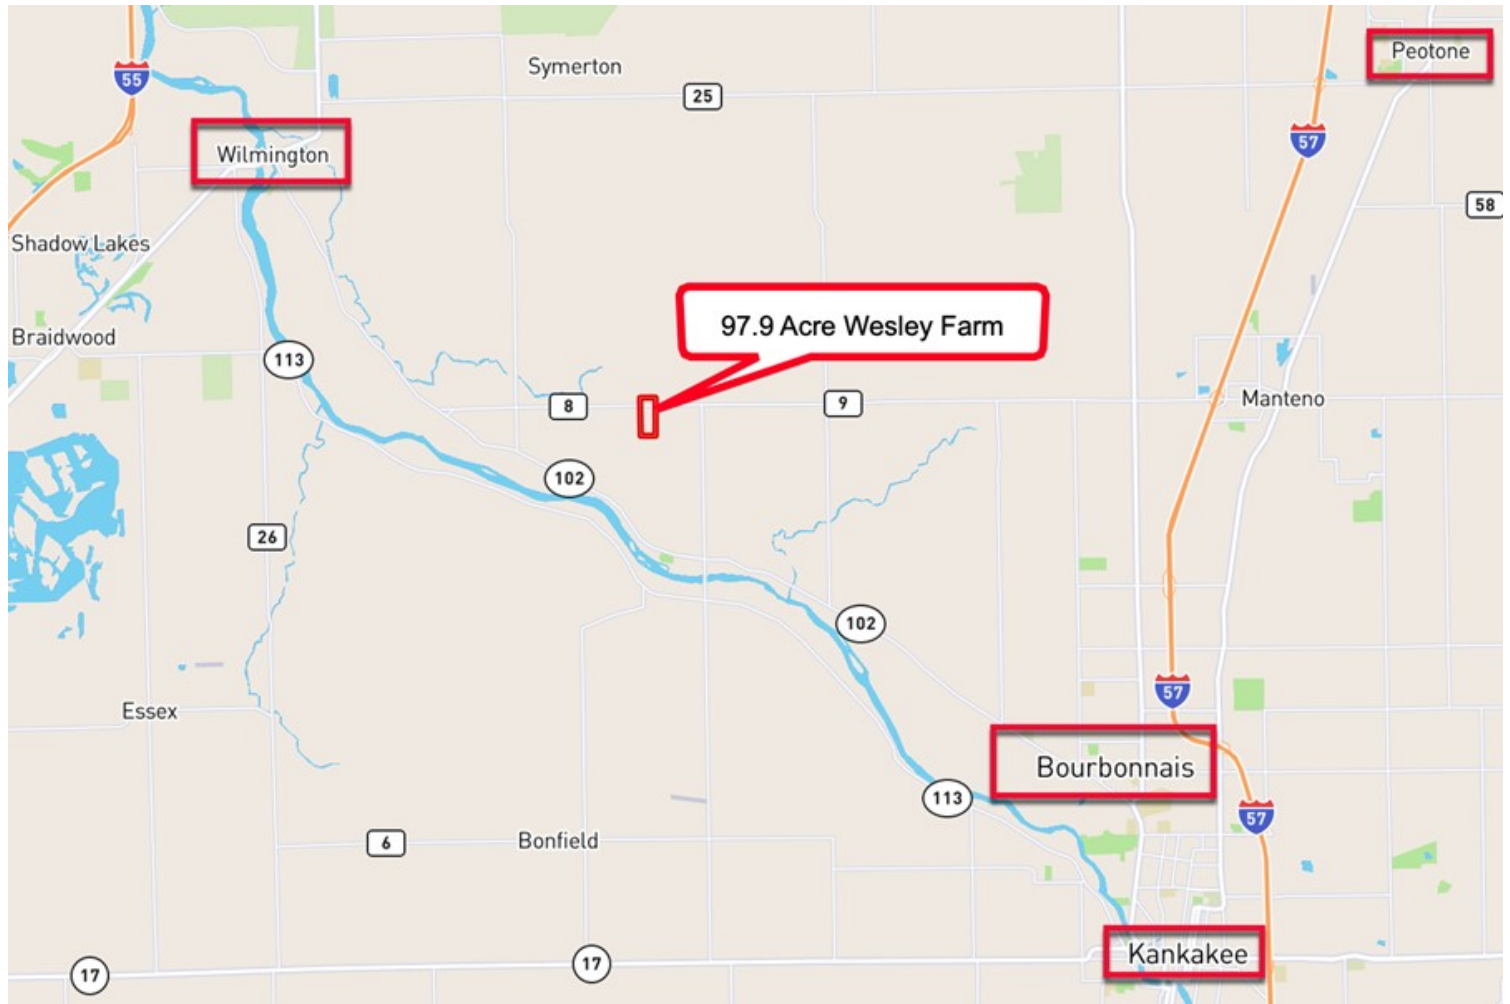 Peotone
Symerton
55
25
57
Wilmington
58
Shadow Lakes
97.9 Acre Wesley Farm
Braidwood
113
8
9
Manteno
102
26
102
57
Essex
Bourbonnais
113
57
6
Bonfield
Kankakee
17
17